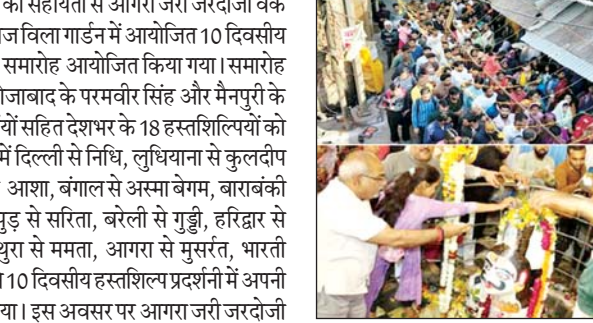 की सहायता से आगरा जरी जरदोजी वर्क
विला गार्डन में आयोजित 10 दिवसीय
समारोह आयोजित किया गया। समारोह
के परमवीर सिंह और मैनपुरी के
सहित देशभर के 18 हस्तशिल्पियों को
में दिल्ली से निधि, लुधियाना से कुलदीप
आशा, बंगाल से अस्मा बेगम, बाराबंकी
से सरिता, बरेली से गुड्डी, हरिद्वार से
से ममता, आगरा से मुसर्रत, भारती
10 दिवसीय हस्तशिल्प प्रदर्शनी में अपनी
इस अवसर पर आगरा जरी जरदोजी